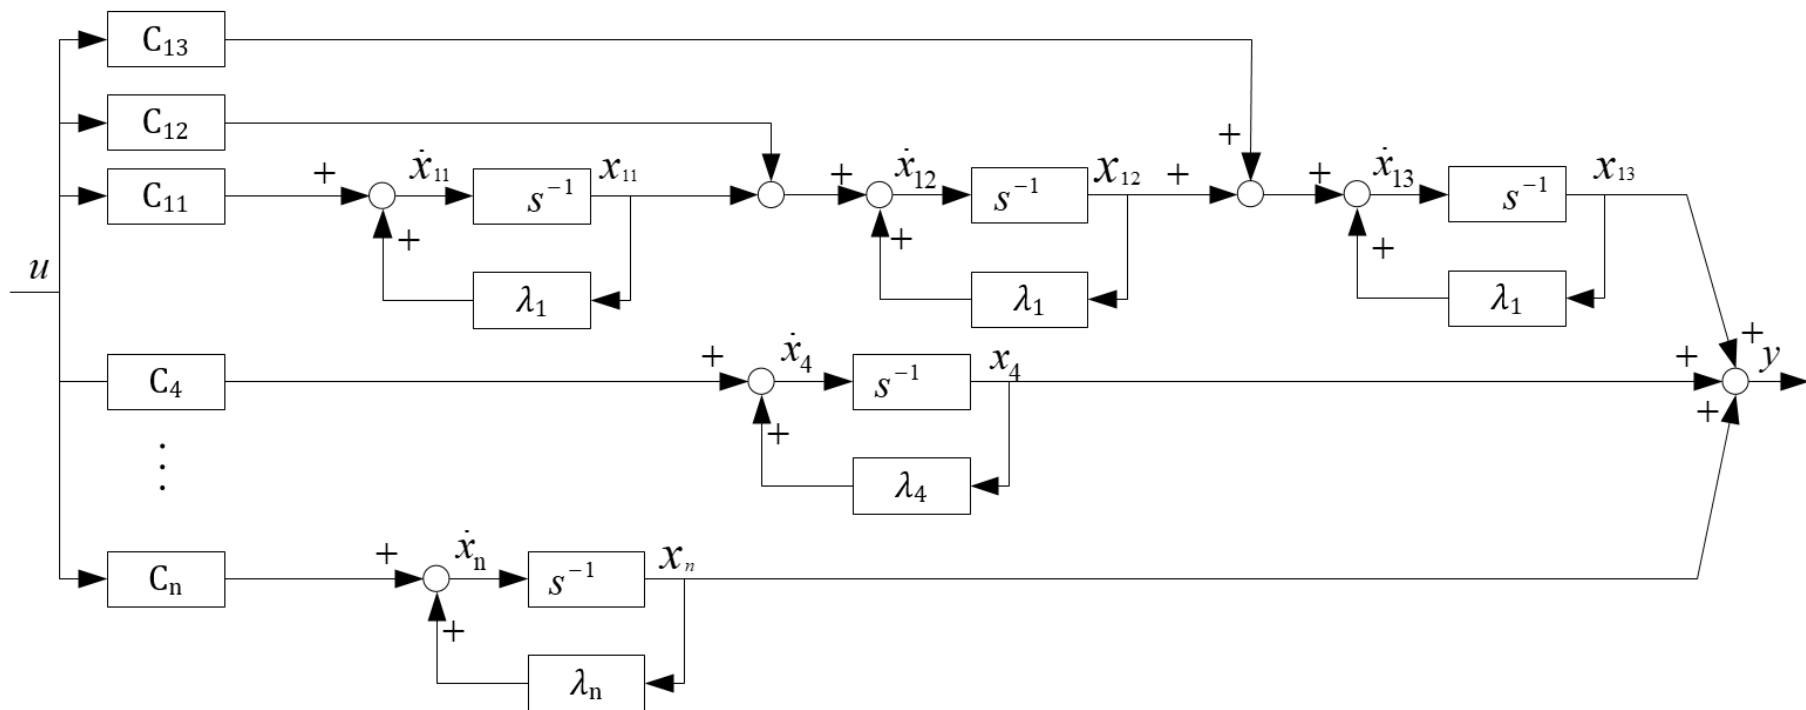 C₁₃
C₁₂
+
C₁₁ + ẋ₁₁ s⁻¹ x₁₁ + ẋ₁₂ s⁻¹ x₁₂ + + ẋ₁₃ s⁻¹ x₁₃
+ + +
u
λ₁ λ₁ λ₁
+
C₄ + ẋ₄ s⁻¹ x₄ + y
+ +
⋮
λ₄
Cₙ + ẋₙ s⁻¹ xₙ
+
λₙ